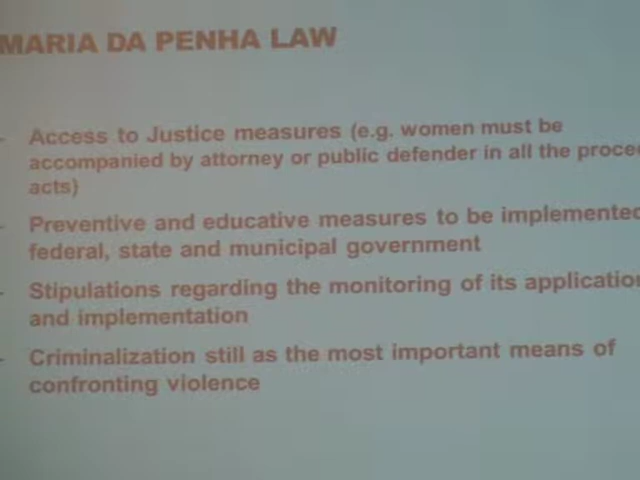 MARIA DA PENHA LAW
- Access to Justice measures (e.g. women must be
accompanied by attorney or public defender in all the
acts)
- Preventive and educative measures to be implemented
federal, state and municipal government
- Stipulations regarding the monitoring of its application
and implementation
- Criminalization still as the most important means of
confronting violence